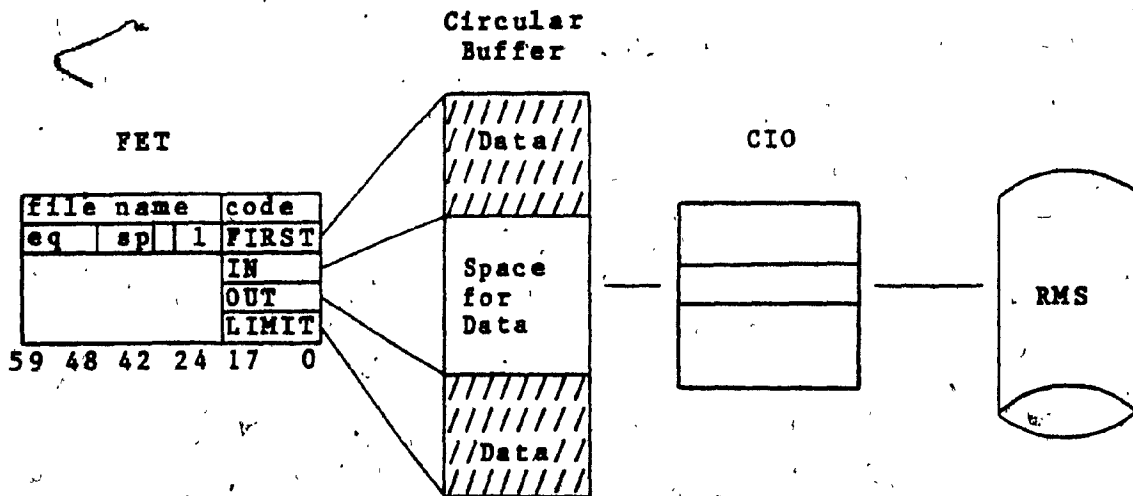 Circular
Buffer
FET
file name code
eq sp 1 FIRST
IN
OUT
LIMIT
59 48 42 24 17 0
//Data//
Space
for
Data
//Data//
CIO
RMS